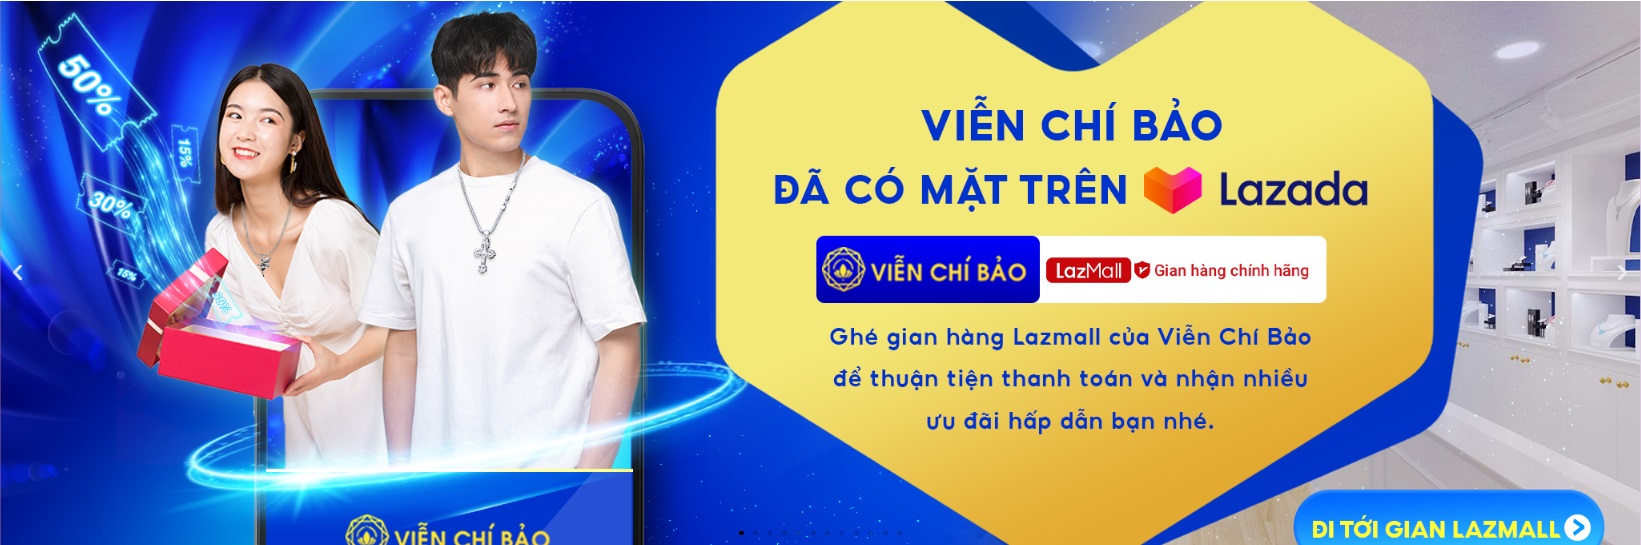 50%
15%
30%
15%
50%
VIỄN CHÍ BẢO
ĐÃ CÓ MẶT TRÊN Lazada
VIỄN CHÍ BẢO LazMall Gian hàng chính hãng
Ghé gian hàng Lazmall của Viễn Chí Bảo
để thuận tiện thanh toán và nhận nhiều
ưu đãi hấp dẫn bạn nhé.
VIỄN CHÍ BẢO
ĐI TỚI GIAN LAZMALL